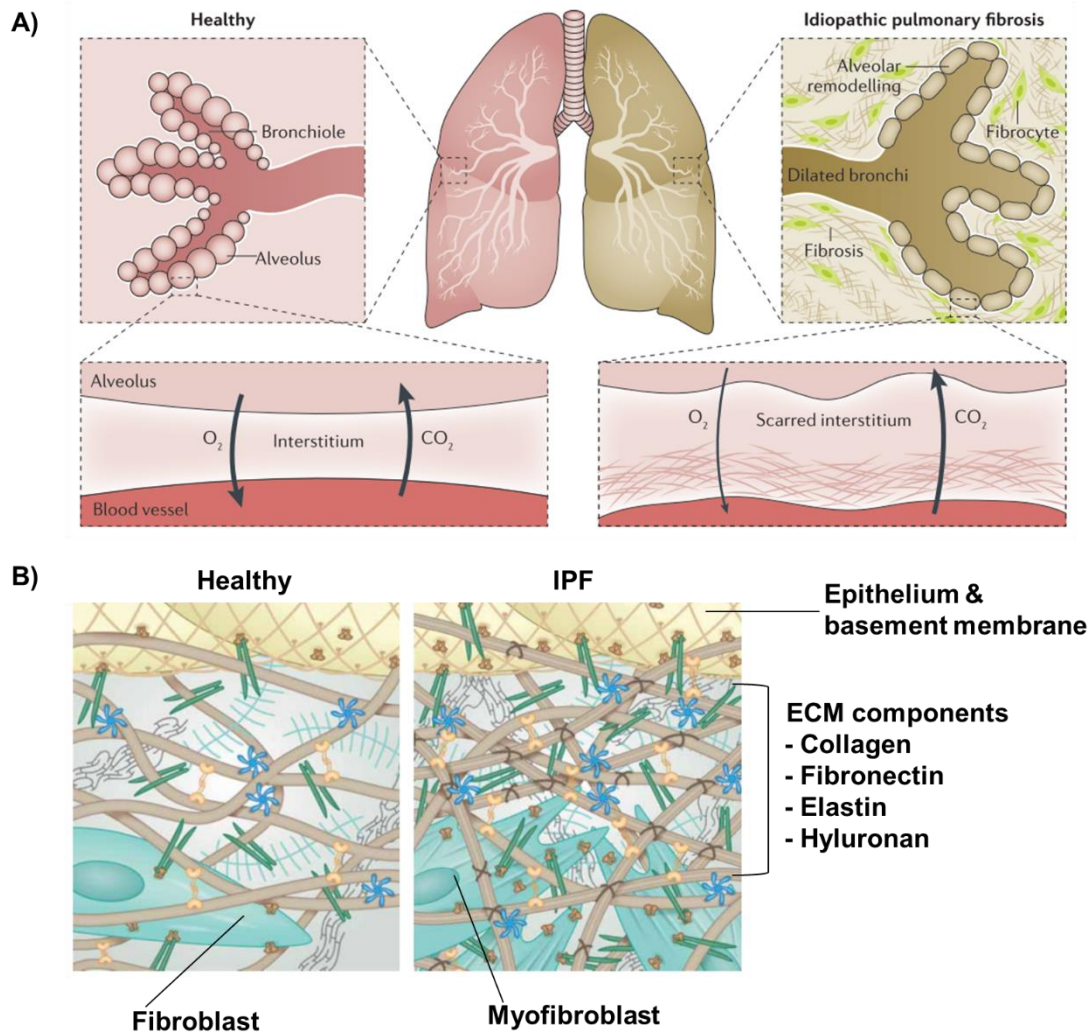 A)
Healthy
Bronchiole
Alveolus
Idiopathic pulmonary fibrosis
Alveolar
remodelling
Fibrocyte
Dilated bronchi
Fibrosis
Alveolus
O2
Interstitium
CO2
Blood vessel
O2
Scarred interstitium
CO2
B)
Healthy
IPF
Epithelium &
basement membrane
ECM components
- Collagen
- Fibronectin
- Elastin
- Hyluronan
Fibroblast
Myofibroblast